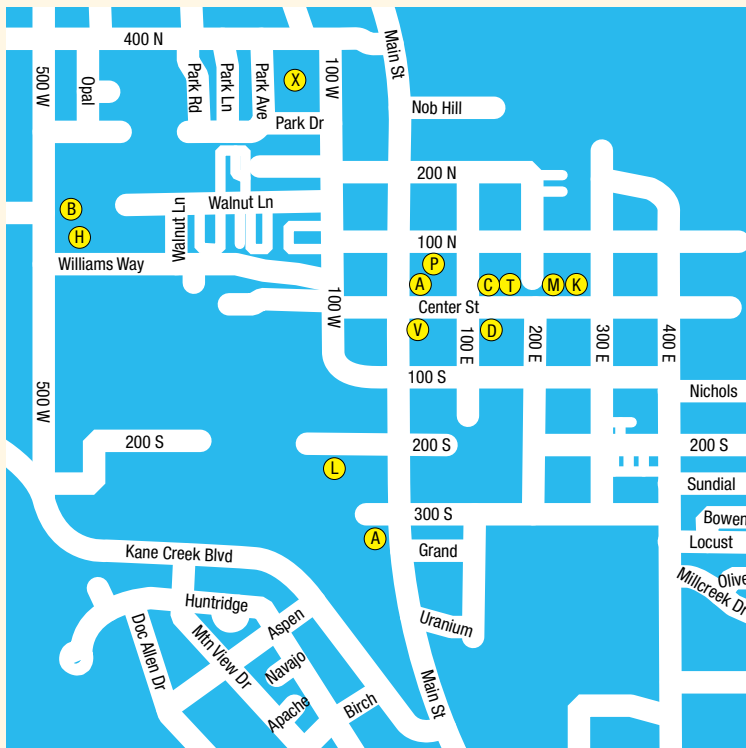 400 N
Main St
500 W
Opal
Park Rd
Park Ln
Park Ave
X
100 W
Nob Hill
Park Dr
200 N
Walnut Ln
B
H
Walnut Ln
100 N
Williams Way
P
A
C
T
M
K
Center St
100 W
V
D
100 E
200 E
300 E
400 E
100 S
Nichols
500 W
200 S
200 S
200 S
L
Sundial
300 S
Bowen
A
Grand
Locust
Kane Creek Blvd
Olive
Millcreek Dr
Huntridge
Aspen
Uranium
Doc Allen Dr
Mtn View Dr
Navajo
Main St
Apache
Birch